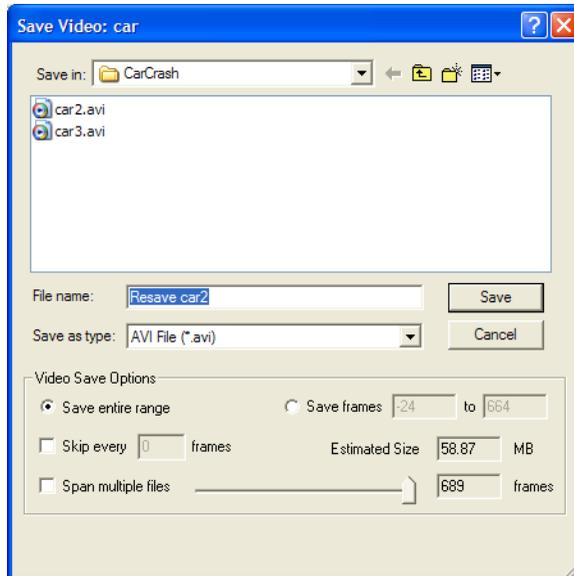 Save Video: car
Save in: CarCrash
car2.avi
car3.avi
File name: Resave car2 Save
Save as type: AVI File (*.avi) Cancel
Video Save Options
Save entire range Save frames -24 to 664
Skip every 0 frames Estimated Size 58.87 MB
Span multiple files 689 frames